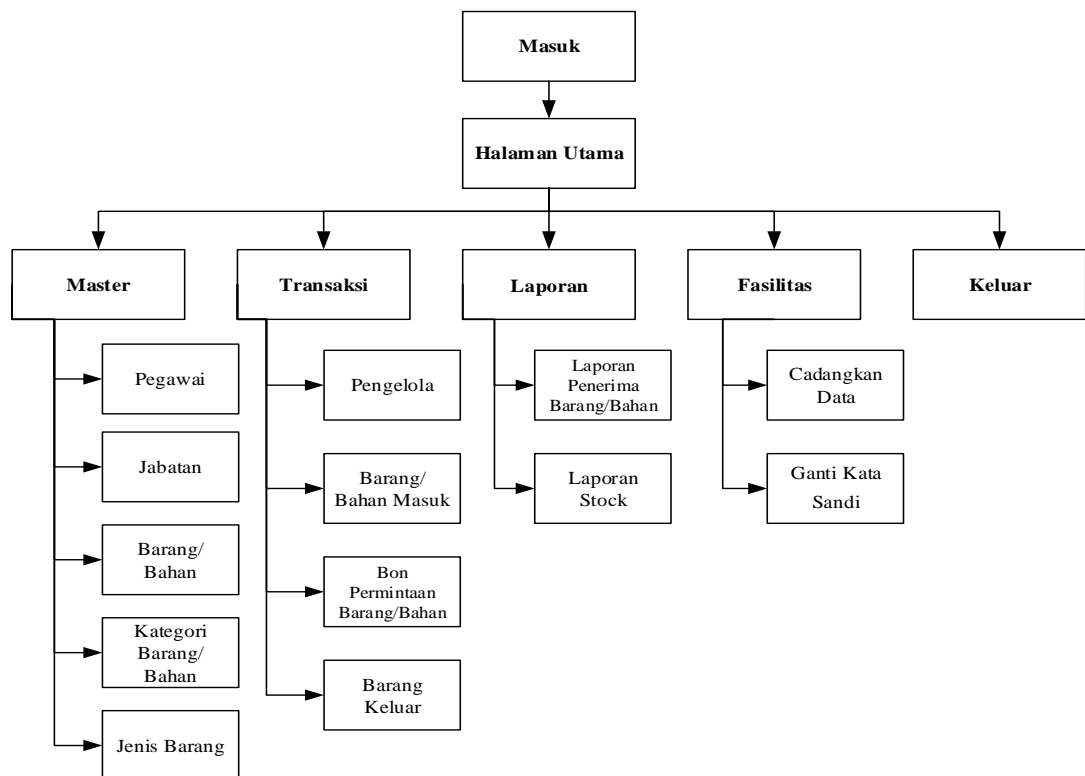 Masuk
Halaman Utama
Master
Transaksi
Laporan
Fasilitas
Keluar
Pegawai
Jabatan
Barang/
Bahan
Kategori
Barang/
Bahan
Jenis Barang
Pengelola
Barang/
Bahan Masuk
Bon
Permintaan
Barang/Bahan
Barang
Keluar
Laporan
Penerima
Barang/Bahan
Laporan
Stock
Cadangkan
Data
Ganti Kata
Sandi